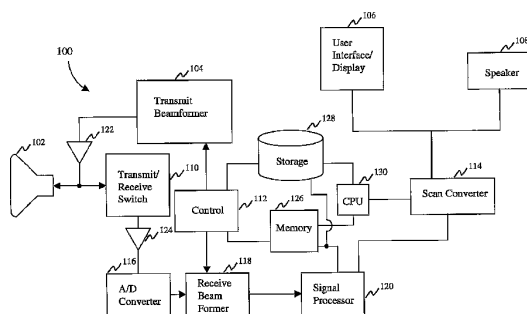 100
102
104
Transmit
Beamformer
106
User
Interface/
Display
108
Speaker
122
Transmit/
Receive
Switch
110
128
Storage
Control
112
126
Memory
130
CPU
114
Scan Converter
124
116
A/D
Converter
118
Receive
Beam
Former
Signal
Processor
120